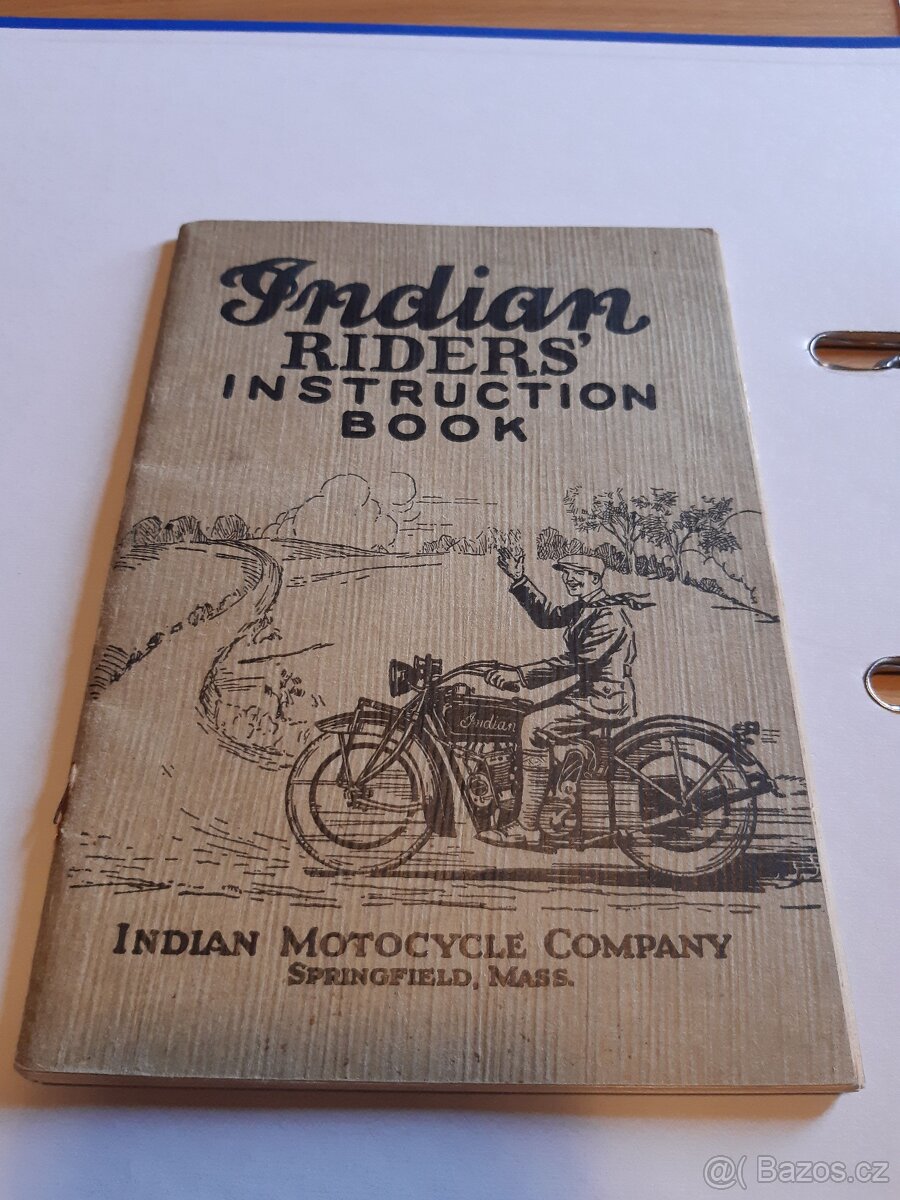 Indian
RIDERS'
INSTRUCTION
BOOK
Indian
INDIAN MOTOCYCLE COMPANY
SPRINGFIELD, MASS.
@( Bazos.cz